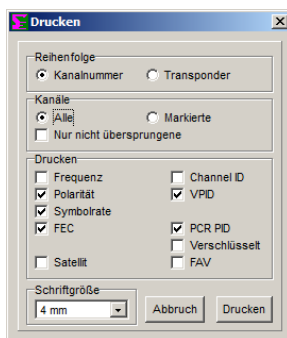 Drucken
Reihenfolge
Kanalnummer Transponder
Kanäle
Alle Markierte
Nur nicht übersprungene
Drucken
Frequenz Channel ID
Polarität VPID
Symbolrate
FEC PCR PID
Verschlüsselt
Satellit FAV
Schriftgröße
4 mm Abbruch Drucken